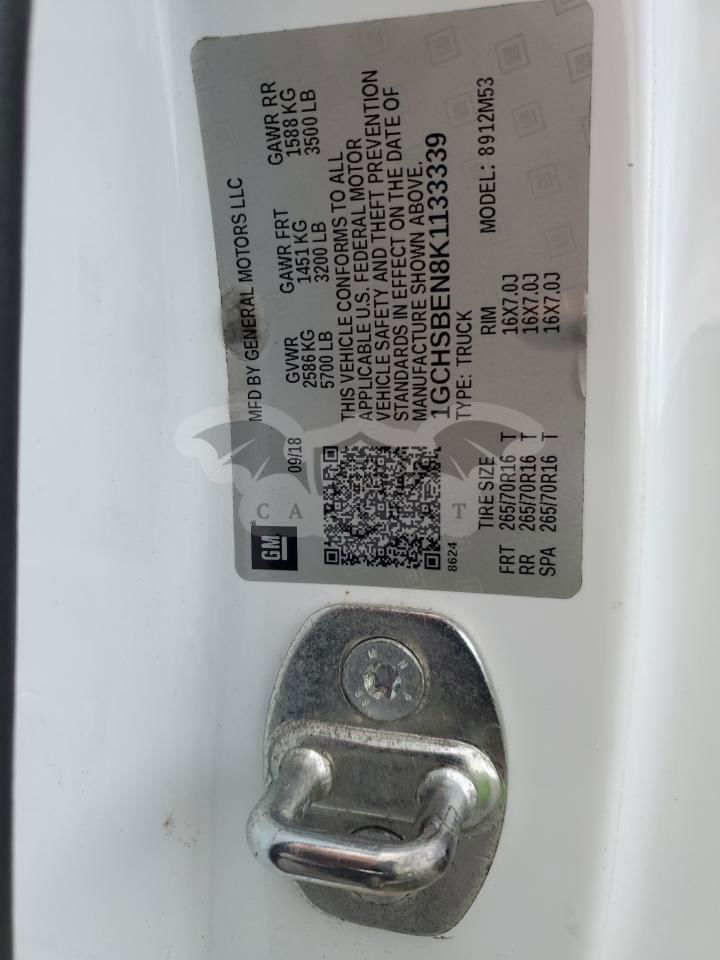 MFD BY GENERAL MOTORS LLC
GM
09/18
GVWR
2586 KG
5700 LB
GAWR FRT
1451 KG
3200 LB
GAWR RR
1588 KG
3500 LB
THIS VEHICLE CONFORMS TO ALL
APPLICABLE U.S. FEDERAL MOTOR
VEHICLE SAFETY AND THEFT PREVENTION
STANDARDS IN EFFECT ON THE DATE OF
MANUFACTURE SHOWN ABOVE.
1GCHSBEN8K1133339
8624
TYPE: TRUCK
MODEL: 8912M53
TIRE SIZE
RIM
FRT 265/70R16 T 16X7.0J
RR 265/70R16 T 16X7.0J
SPA 265/70R16 T 16X7.0J